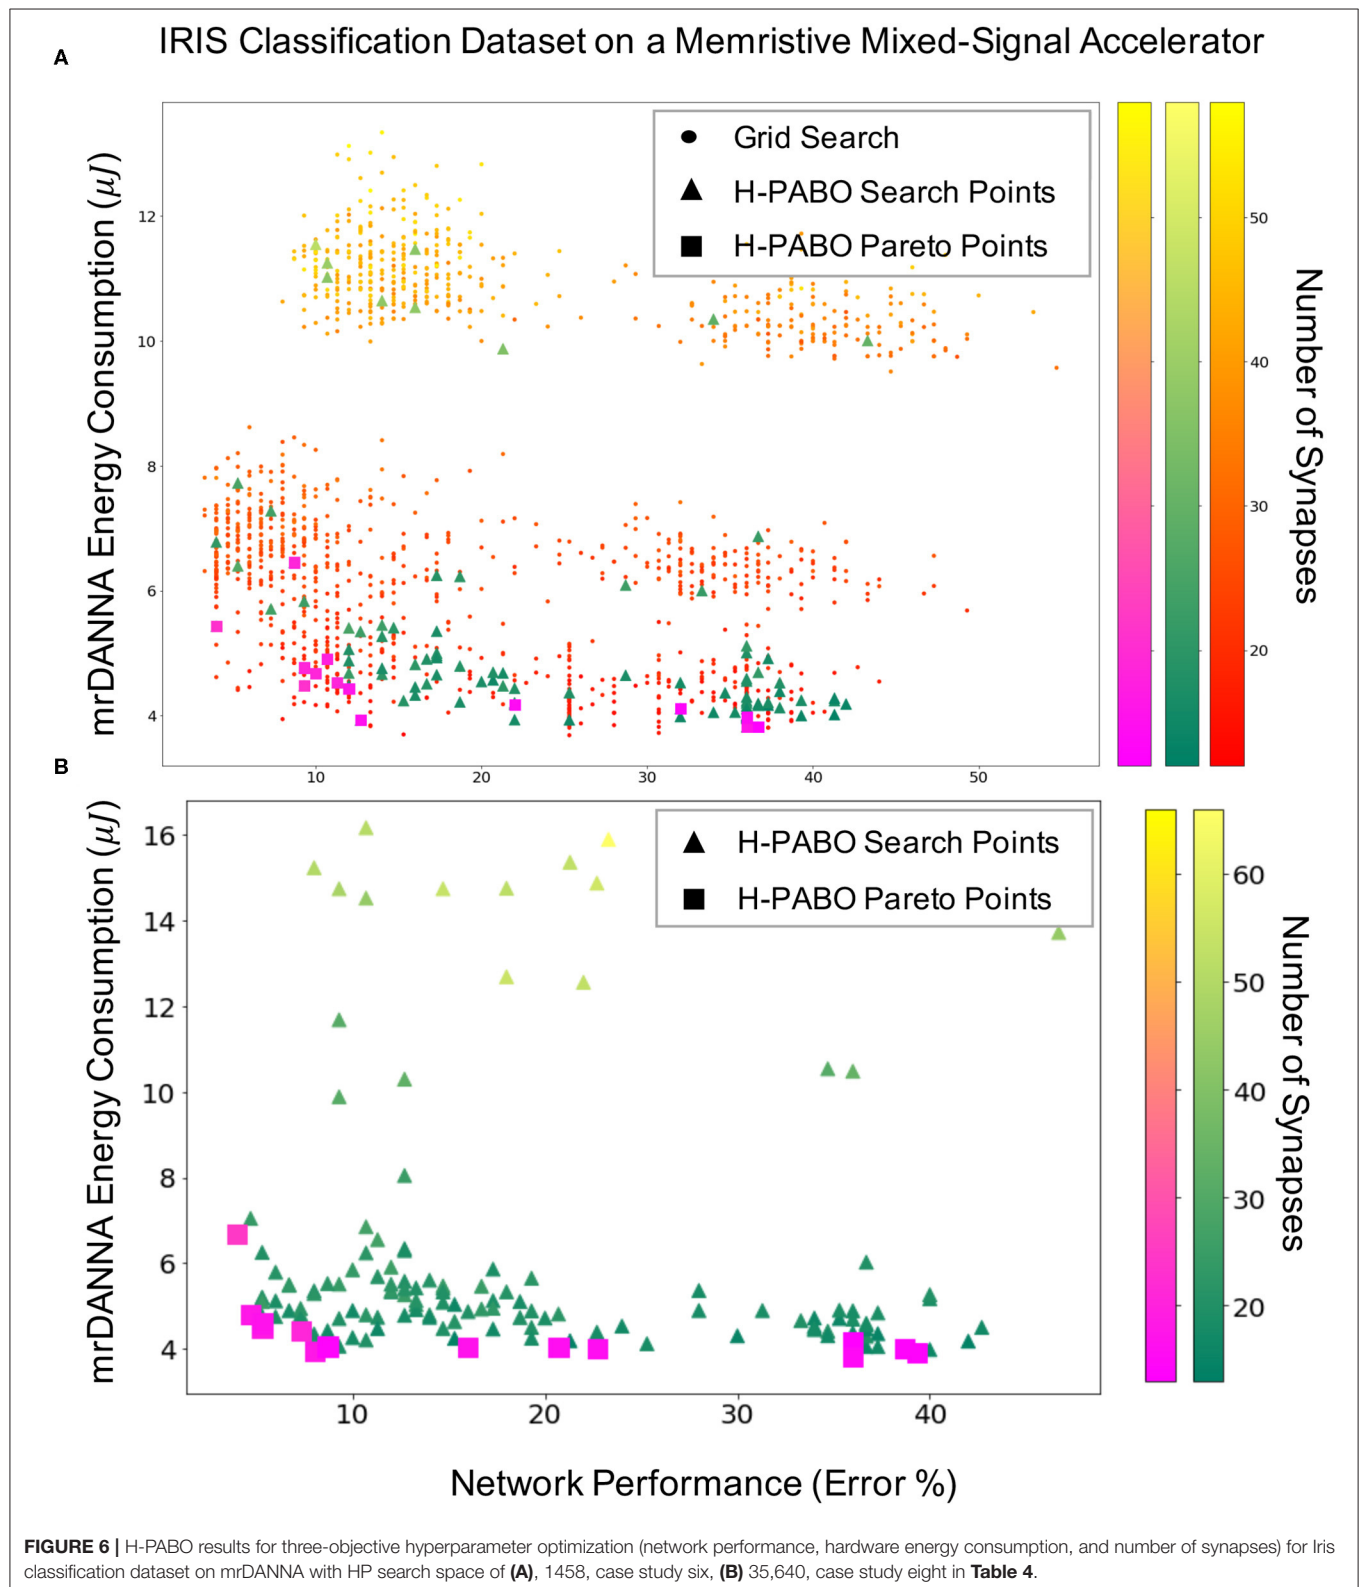 IRIS Classification Dataset on a Memristive Mixed-Signal Accelerator
A
mrDANNA Energy Consumption (μJ)
12
10
8
6
4
10 20 30 40 50
Grid Search
H-PABO Search Points
H-PABO Pareto Points
50
40
30
20
Number of Synapses
B
mrDANNA Energy Consumption (μJ)
16
14
12
10
8
6
4
10 20 30 40
H-PABO Search Points
H-PABO Pareto Points
60
50
40
30
20
Number of Synapses
Network Performance (Error %)
FIGURE 6 | H-PABO results for three-objective hyperparameter optimization (network performance, hardware energy consumption, and number of synapses) for Iris
classification dataset on mrDANNA with HP search space of (A), 1458, case study six, (B) 35,640, case study eight in Table 4.